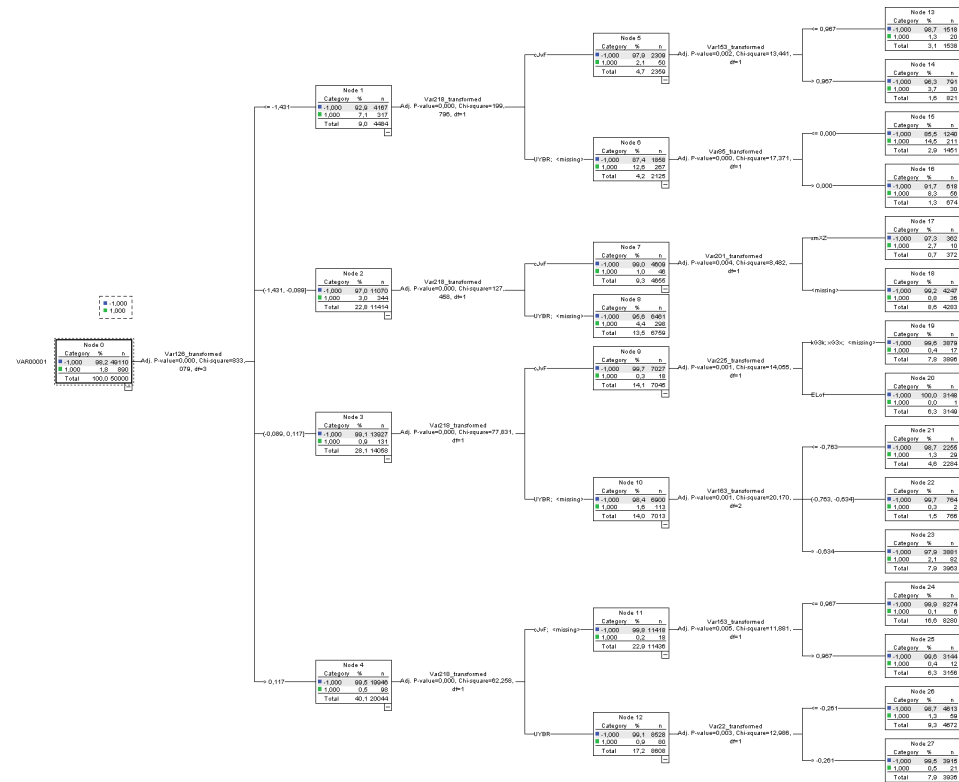 -1,000
1,000
VAR00001
Node 0
Category % n
-1,000 98,2 49110
1,000 1,8 890
Total 100,0 50000
Var126_transformed
Adj. P-value=0,000, Chi-square=833,
079, df=3
<= -1,431
Node 1
Category % n
-1,000 92,9 4167
1,000 7,1 317
Total 9,0 4484
Var218_transformed
Adj. P-value=0,000, Chi-square=199,
796, df=1
(-1,431, -0,089]
Node 2
Category % n
-1,000 97,0 11070
1,000 3,0 344
Total 22,8 11414
Var218_transformed
Adj. P-value=0,000, Chi-square=127,
468, df=1
(-0,089, 0,117]
Node 3
Category % n
-1,000 99,1 13927
1,000 0,9 131
Total 28,1 14058
Var218_transformed
Adj. P-value=0,000, Chi-square=77,831,
df=1
> 0,117
Node 4
Category % n
-1,000 99,5 19946
1,000 0,5 98
Total 40,1 20044
Var218_transformed
Adj. P-value=0,000, Chi-square=62,258,
df=1
cJvF
Node 5
Category % n
-1,000 97,9 2309
1,000 2,1 50
Total 4,7 2359
Var153_transformed
Adj. P-value=0,002, Chi-square=13,441,
df=1
UYBR; <missing>
Node 6
Category % n
-1,000 87,4 1858
1,000 12,6 267
Total 4,2 2125
Var85_transformed
Adj. P-value=0,000, Chi-square=17,371,
df=1
cJvF
Node 7
Category % n
-1,000 99,0 4609
1,000 1,0 46
Total 9,3 4655
Var201_transformed
Adj. P-value=0,004, Chi-square=8,482,
df=1
UYBR; <missing>
Node 8
Category % n
-1,000 95,6 6461
1,000 4,4 298
Total 13,5 6759
cJvF
Node 9
Category % n
-1,000 99,7 7027
1,000 0,3 18
Total 14,1 7045
Var225_transformed
Adj. P-value=0,001, Chi-square=14,055,
df=1
UYBR; <missing>
Node 10
Category % n
-1,000 98,4 6900
1,000 1,6 113
Total 14,0 7013
Var163_transformed
Adj. P-value=0,001, Chi-square=20,170,
df=2
cJvF; <missing>
Node 11
Category % n
-1,000 99,8 11418
1,000 0,2 18
Total 22,9 11436
Var153_transformed
Adj. P-value=0,005, Chi-square=11,881,
df=1
UYBR
Node 12
Category % n
-1,000 99,1 8528
1,000 0,9 80
Total 17,2 8608
Var22_transformed
Adj. P-value=0,003, Chi-square=12,986,
df=1
<= 0,967
Node 13
Category % n
-1,000 98,7 1518
1,000 1,3 20
Total 3,1 1538
> 0,967
Node 14
Category % n
-1,000 96,3 791
1,000 3,7 30
Total 1,6 821
<= 0,000
Node 15
Category % n
-1,000 85,5 1240
1,000 14,5 211
Total 2,9 1451
> 0,000
Node 16
Category % n
-1,000 91,7 618
1,000 8,3 56
Total 1,3 674
smXZ
Node 17
Category % n
-1,000 97,3 362
1,000 2,7 10
Total 0,7 372
<missing>
Node 18
Category % n
-1,000 99,2 4247
1,000 0,8 36
Total 8,6 4283
kG3k; xG3x; <missing>
Node 19
Category % n
-1,000 99,6 3879
1,000 0,4 17
Total 7,8 3896
ELof
Node 20
Category % n
-1,000 100,0 3148
1,000 0,0 1
Total 6,3 3149
<= -0,763
Node 21
Category % n
-1,000 98,7 2255
1,000 1,3 29
Total 4,6 2284
(-0,763, -0,634]
Node 22
Category % n
-1,000 99,7 764
1,000 0,3 2
Total 1,5 766
> -0,634
Node 23
Category % n
-1,000 97,9 3881
1,000 2,1 82
Total 7,9 3963
<= 0,967
Node 24
Category % n
-1,000 99,9 8274
1,000 0,1 6
Total 16,6 8280
> 0,967
Node 25
Category % n
-1,000 99,6 3144
1,000 0,4 12
Total 6,3 3156
<= -0,261
Node 26
Category % n
-1,000 98,7 4613
1,000 1,3 59
Total 9,3 4672
> -0,261
Node 27
Category % n
-1,000 99,5 3915
1,000 0,5 21
Total 7,9 3936